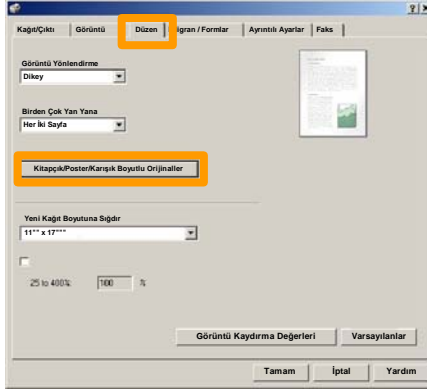 Kağıt/Çıktı Görüntü Düzen Filigran / Formlar Ayrıntılı Ayarlar Faks
Görüntü Yönlendirme
Dikey
Birden Çok Yan Yana
Her İki Sayfa
Kitapçık/Poster/Karışık Boyutlu Orijinaller
Yeni Kağıt Boyutuna Sığdır
11"" x 17"""
25 to 400%: 100 %
Görüntü Kaydırma Değerleri Varsayılanlar
Tamam İptal Yardım